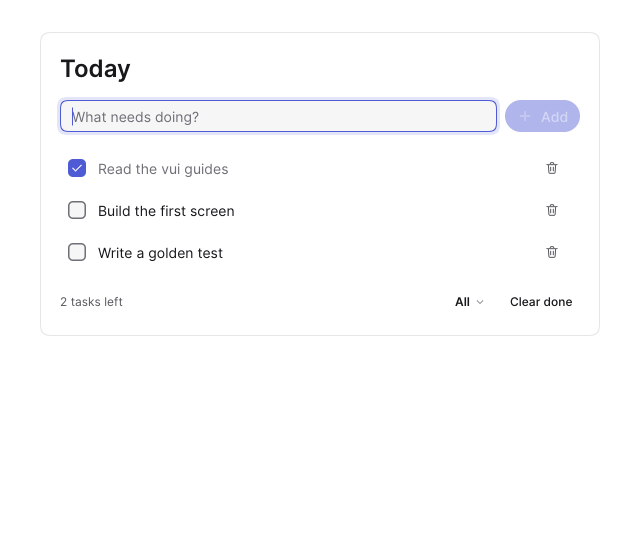 Today
What needs doing?
Add
Read the vui guides
Build the first screen
Write a golden test
2 tasks left
All
Clear done